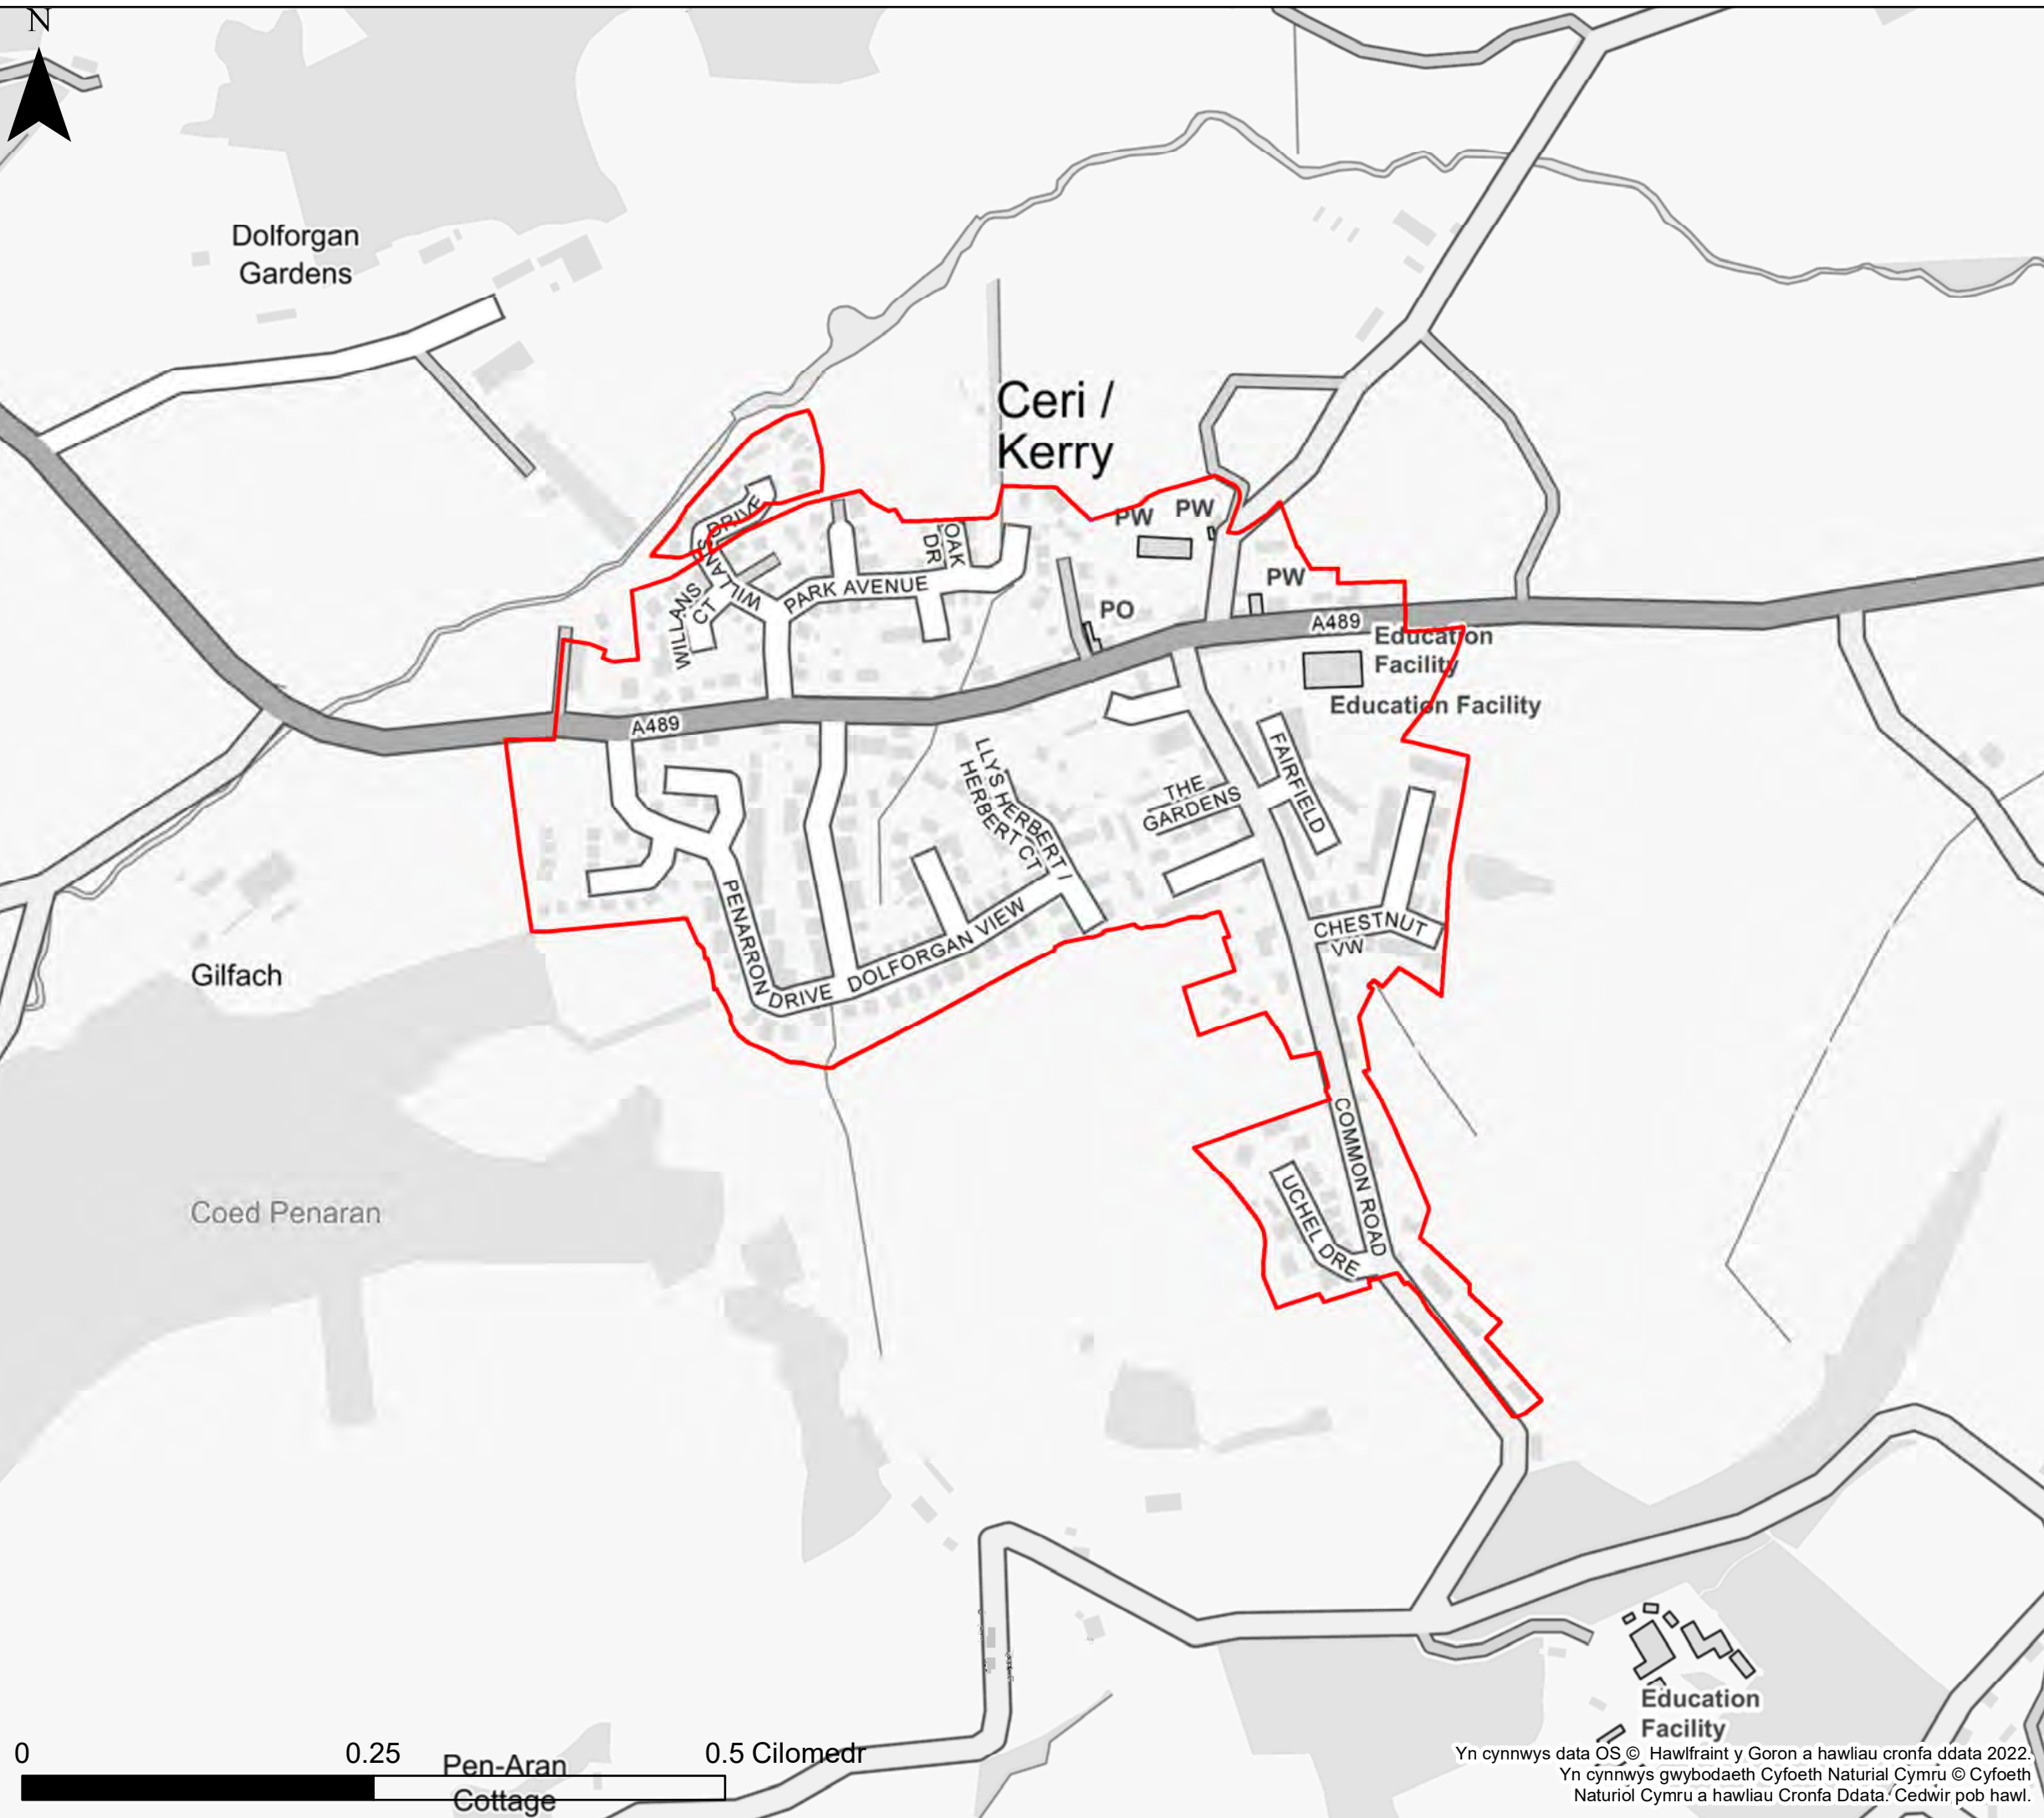 N
Dolforgan
Gardens
Ceri /
Kerry
PW
PW
DRIVE
WILLANS
OAK
DR
PARK AVENUE
WILLANS
CT
PW
PO
A489
Education
Facility
Education Facility
A489
FAIRFIELD
LLYS HERBERT /
HERBERT CT
THE
GARDENS
PENARRON
DRIVE
DOLFORGAN VIEW
CHESTNUT
VW
Gilfach
COMMON ROAD
UCHEL DRE
Coed Penaran
Education
Facility
0
0.25
0.5 Cilomedr
Pen-Aran
Cottage
Yn cynnwys data OS © Hawlfraint y Goron a hawliau cronfa ddata 2022.
Yn cynnwys gwybodaeth Cyfoeth Naturial Cymru © Cyfoeth
Naturiol Cymru a hawliau Cronfa Ddata. Cedwir pob hawl.